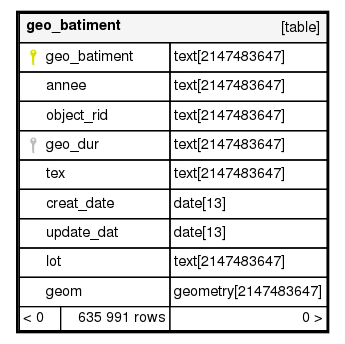 geo_batiment [table]
geo_batiment text[2147483647]
annee text[2147483647]
object_rid text[2147483647]
geo_dur text[2147483647]
tex text[2147483647]
creat_date date[13]
update_dat date[13]
lot text[2147483647]
geom geometry[2147483647]
< 0 635 991 rows 0 >